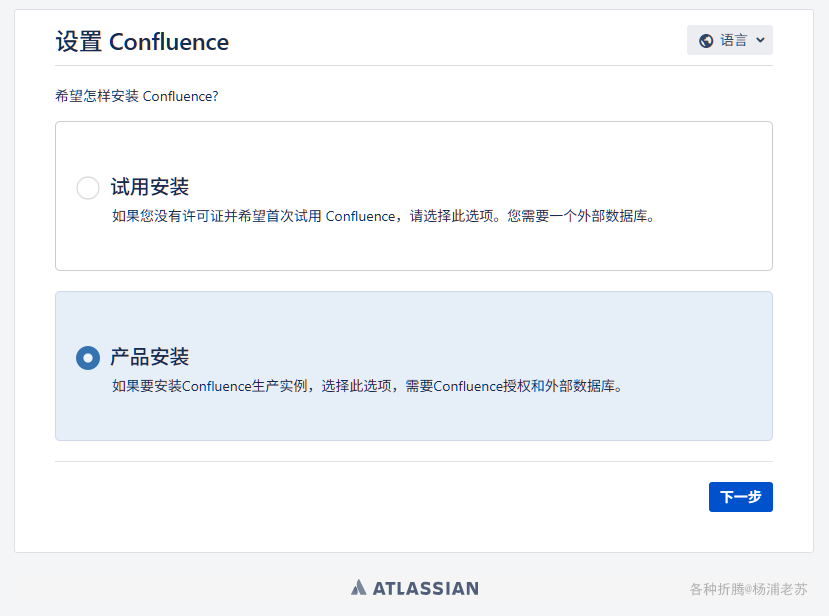 设置 Confluence
语言
希望怎样安装 Confluence?
试用安装
如果您没有许可证并希望首次试用 Confluence，请选择此选项。您需要一个外部数据库。
产品安装
如果要安装Confluence生产实例，选择此选项，需要Confluence授权和外部数据库。
下一步
ATLASSIAN
各种折腾@杨浦老苏